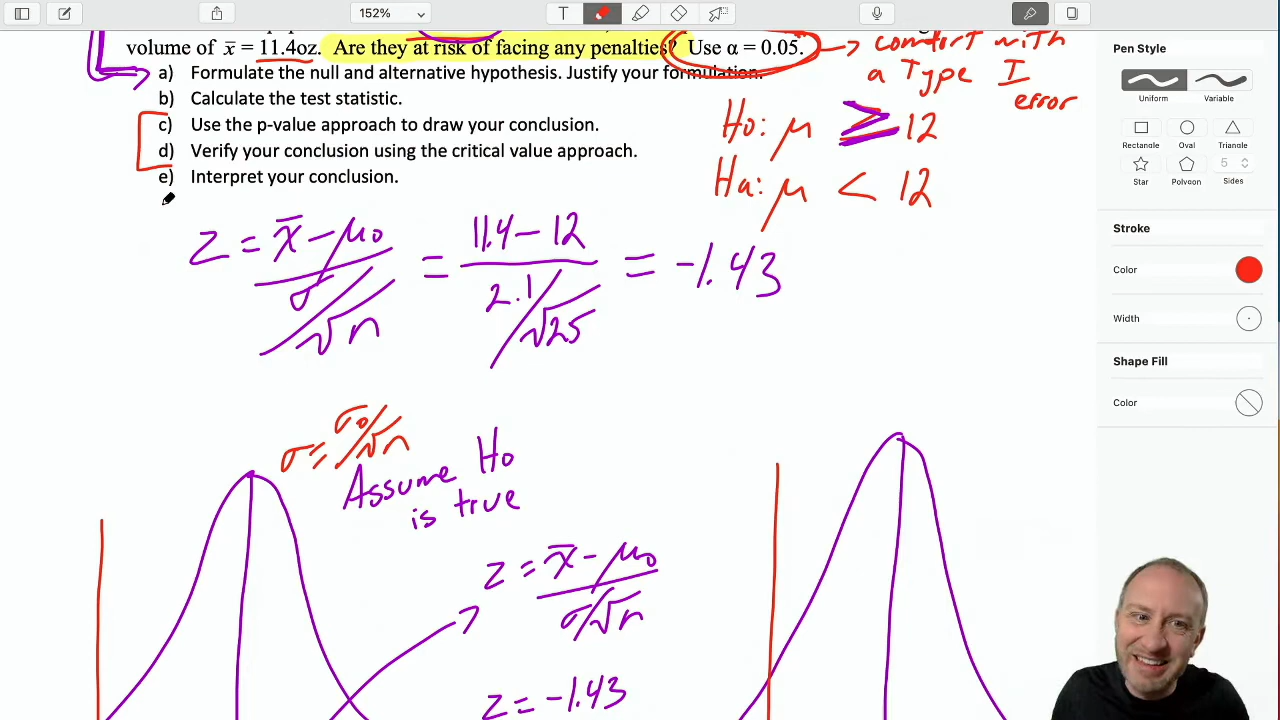 152%
T
volume of x̄ = 11.4oz. Are they at risk of facing any penalties? Use α = 0.05.
→ comfort with
a Type I
error
a) Formulate the null and alternative hypothesis. Justify your formulation.
b) Calculate the test statistic.
c) Use the p-value approach to draw your conclusion.
d) Verify your conclusion using the critical value approach.
e) Interpret your conclusion.
Ho: μ ≥ 12
Ha: μ < 12
z = x̄ - μ₀ / σ/√n = 11.4 - 12 / 2.1/√25 = -1.43
σ = σ₀/√n
Assume Ho
is true
z = x̄ - μ₀ / σ/√n
z = -1.43
Pen Style
Uniform Variable
Rectangle Oval Triangle
Star Polygon 5 Sides
Stroke
Color
Width
Shape Fill
Color